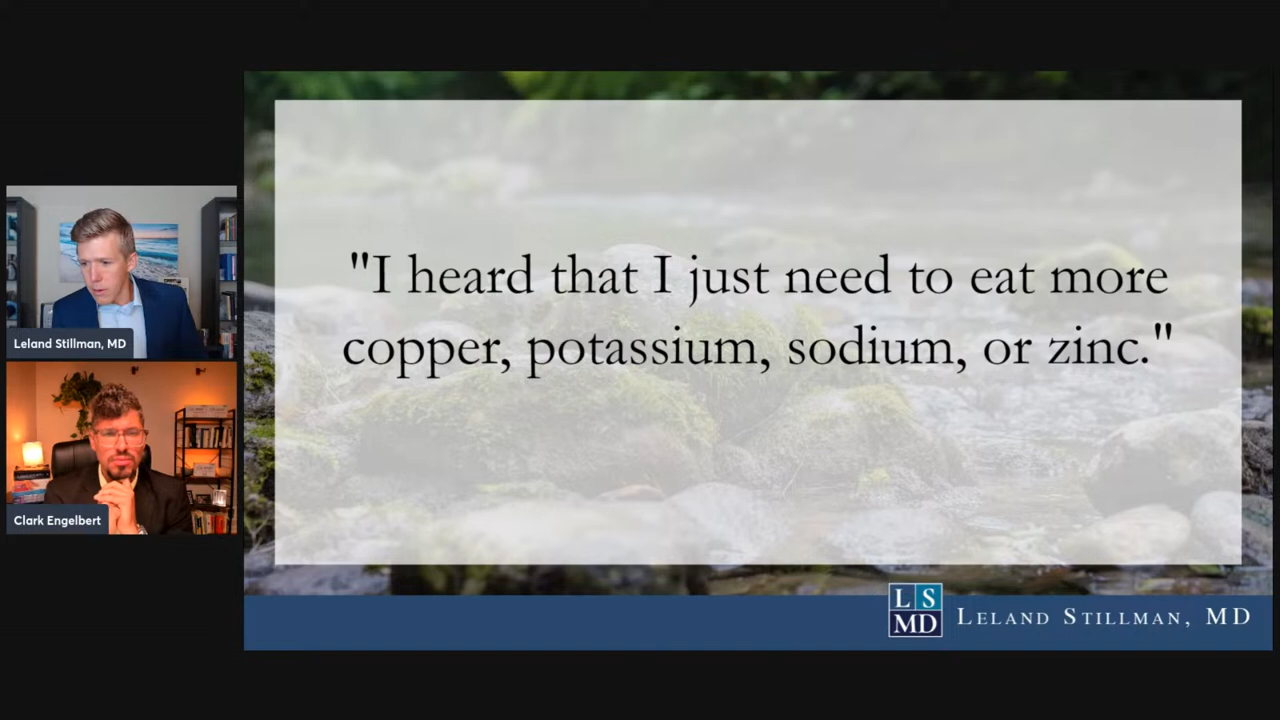 Leland Stillman, MD
Clark Engelbert
"I heard that I just need to eat more
copper, potassium, sodium, or zinc."
LS
MD
LELAND STILLMAN, MD